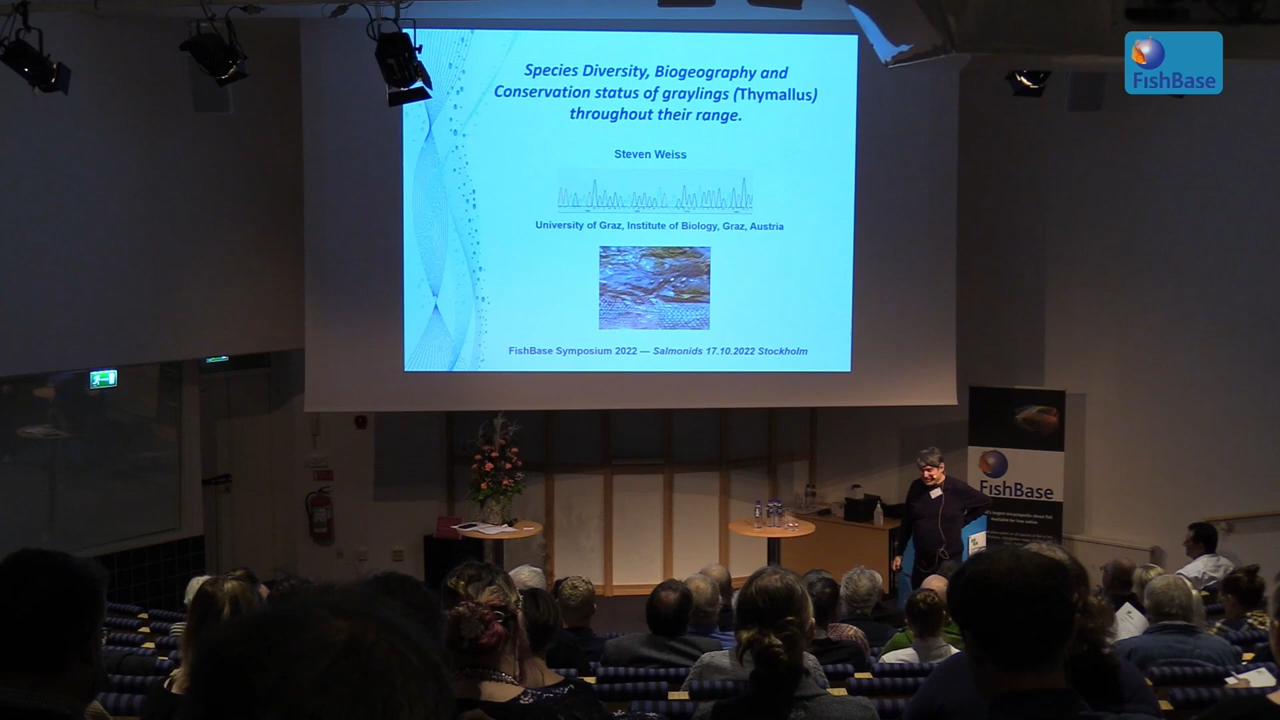 Species Diversity, Biogeography and
Conservation status of graylings (Thymallus)
throughout their range.
Steven Weiss
University of Graz, Institute of Biology, Graz, Austria
FishBase Symposium 2022 — Salmonids 17.10.2022 Stockholm
FishBase
FishBase